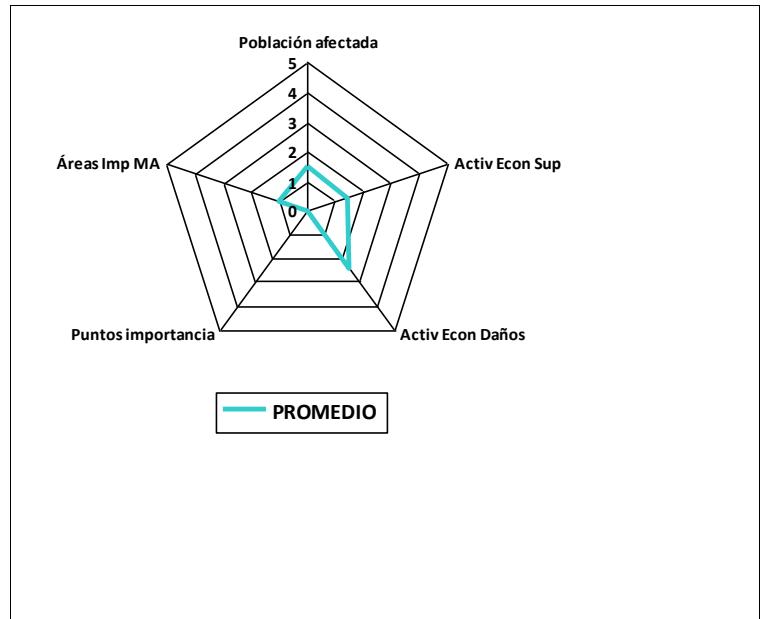 Población afectada
5
4
3
2
1
0
Áreas Imp MA
Activ Econ Sup
Puntos importancia
Activ Econ Daños
PROMEDIO